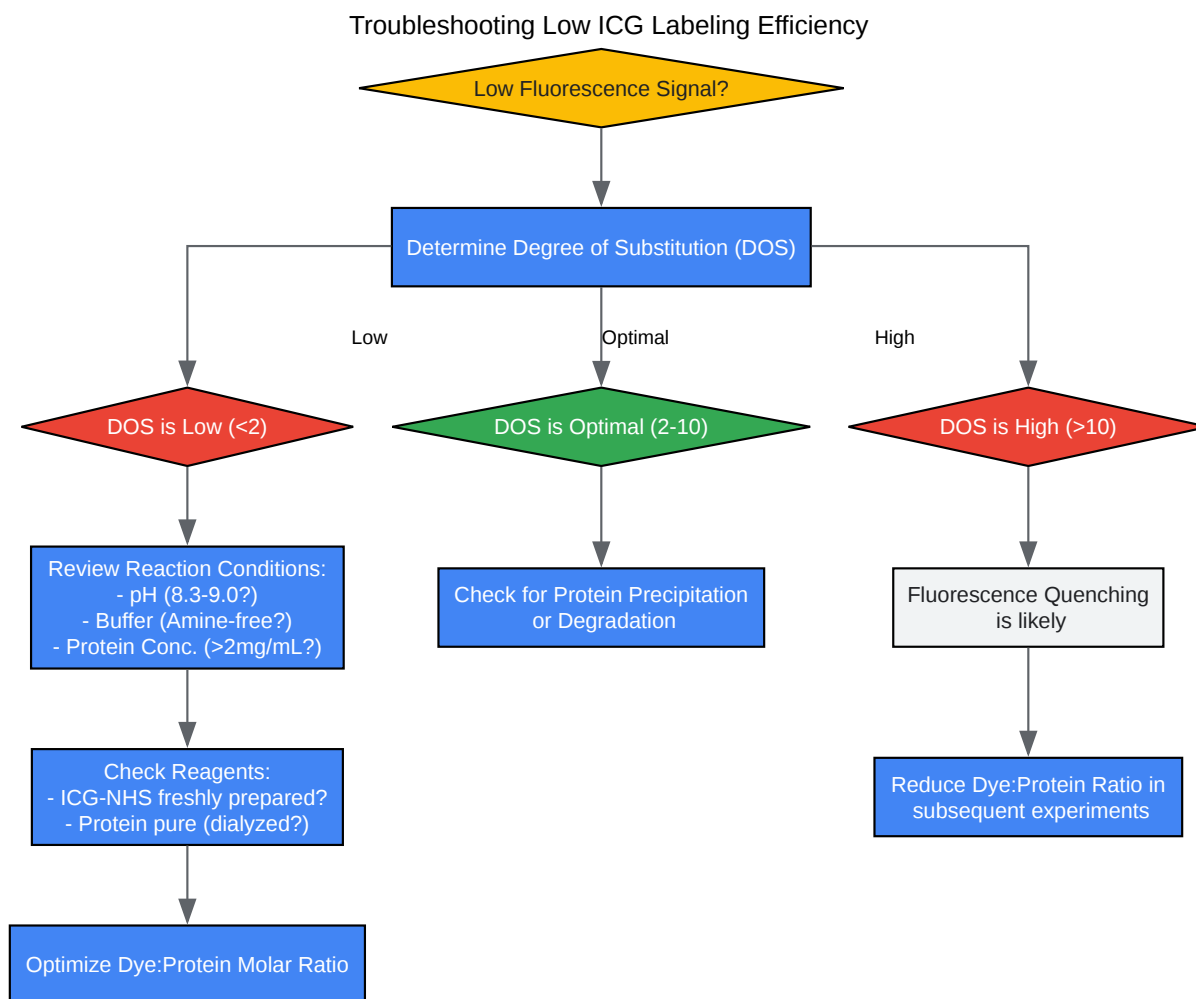 Troubleshooting Low ICG Labeling Efficiency
Low Fluorescence Signal?
Determine Degree of Substitution (DOS)
Low
Optimal
High
DOS is Low (<2)
DOS is Optimal (2-10)
DOS is High (>10)
Review Reaction Conditions:
- pH (8.3-9.0?)
- Buffer (Amine-free?)
- Protein Conc. (>2mg/mL?)
Check for Protein Precipitation
or Degradation
Fluorescence Quenching
is likely
Check Reagents:
- ICG-NHS freshly prepared?
- Protein pure (dialyzed?)
Reduce Dye:Protein Ratio in
subsequent experiments
Optimize Dye:Protein Molar Ratio